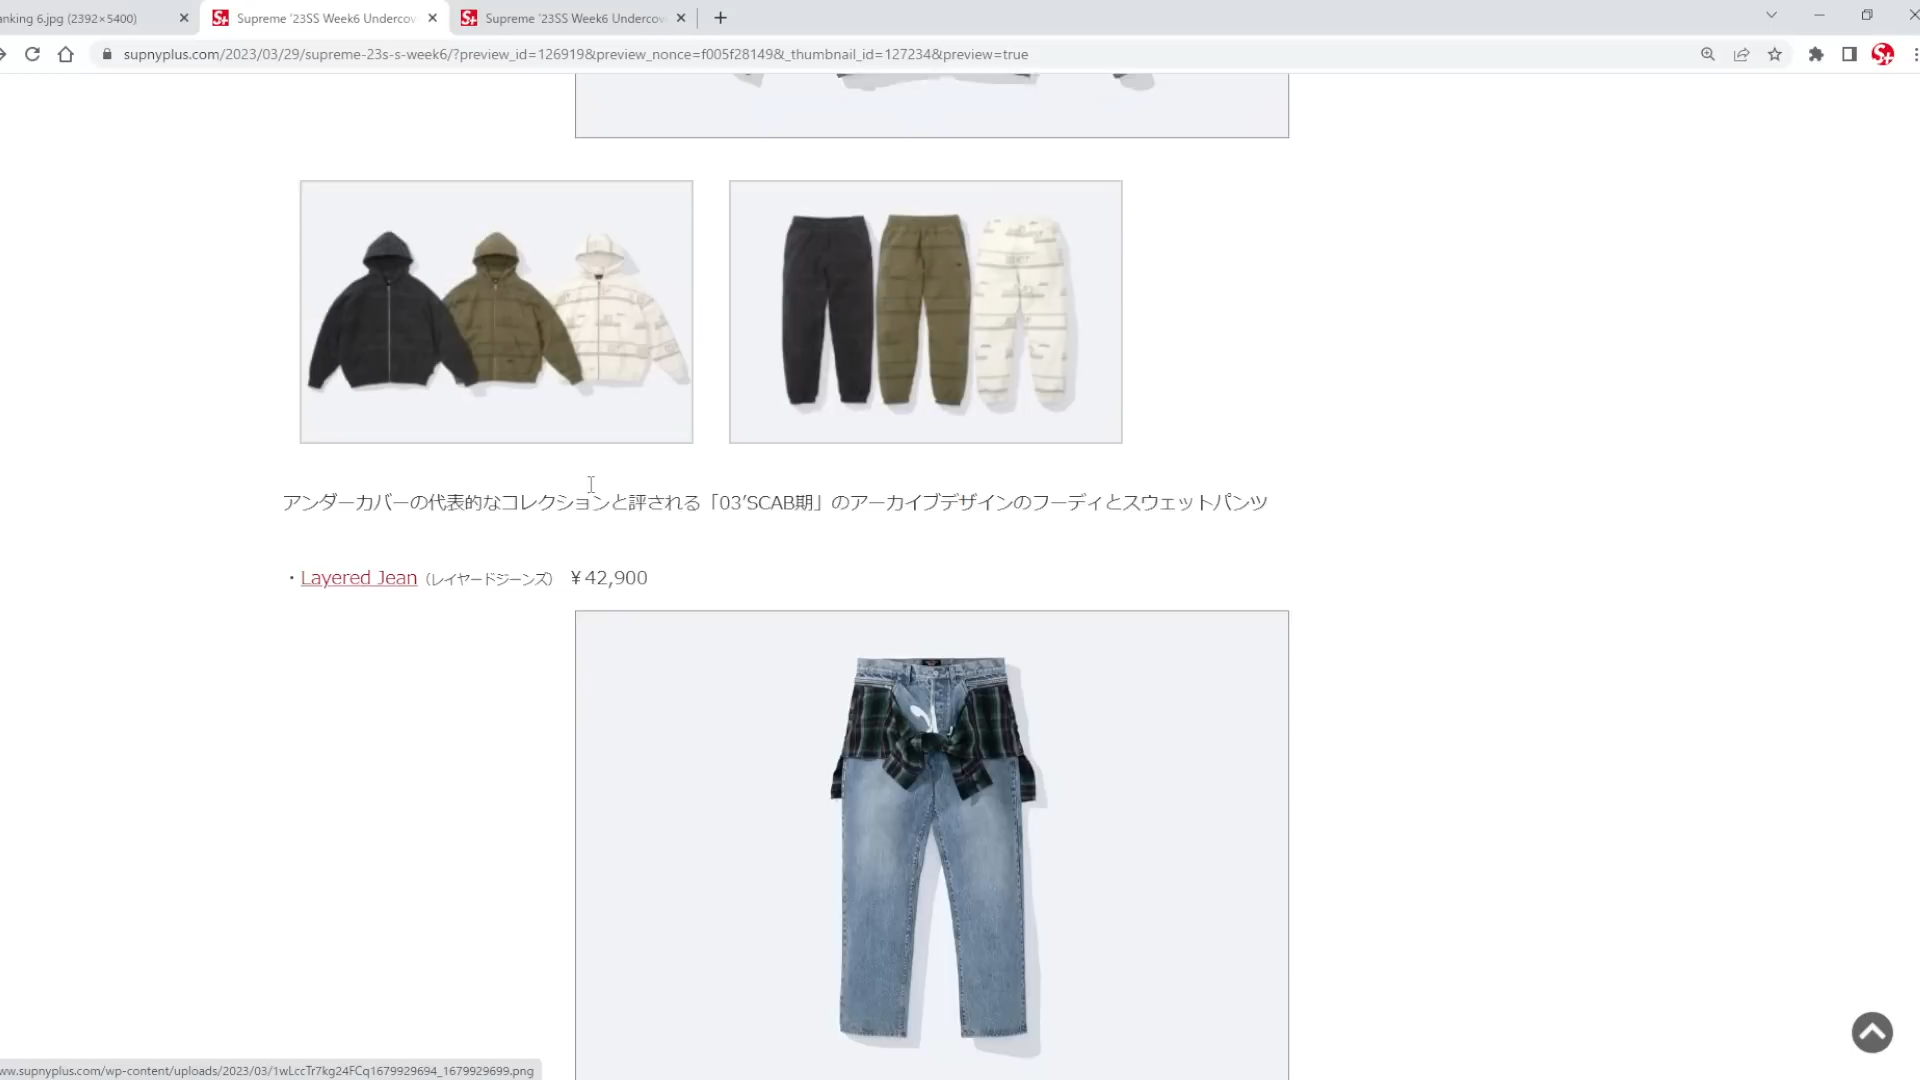 anking 6.jpg (2392×5400)
Supreme '23SS Week6 Undercov
Supreme '23SS Week6 Undercov
supnyplus.com/2023/03/29/supreme-23s-s-week6/?preview_id=126919&preview_nonce=f005f28149&_thumbnail_id=127234&preview=true
アンダーカバーの代表的なコレクションと評される「03’SCAB期」のアーカイブデザインのフーディとスウェットパンツ
・Layered Jean（レイヤードジーンズ） ¥42,900
ww.supnyplus.com/wp-content/uploads/2023/03/1wLccTr7kg24FCq1679929694_1679929699.png